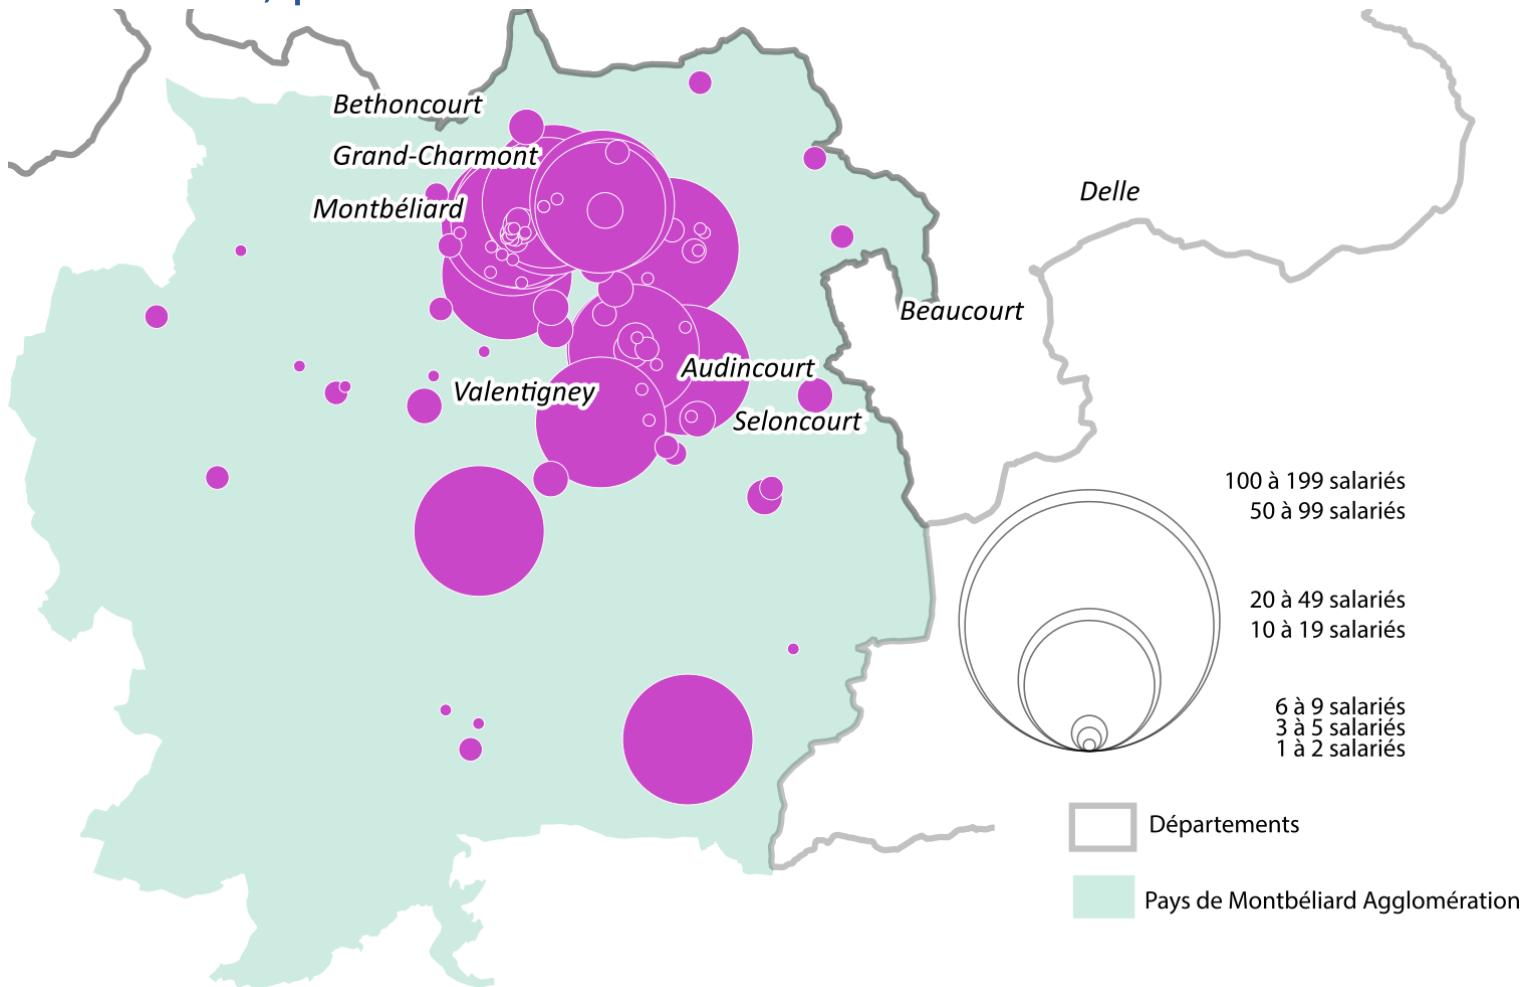 Bethoncourt
Grand-Charmont
Montbéliard
Delle
Beaucourt
Audincourt
Valentigney
Seloncourt
100 à 199 salariés
50 à 99 salariés
20 à 49 salariés
10 à 19 salariés
6 à 9 salariés
3 à 5 salariés
1 à 2 salariés
Départements
Pays de Montbéliard Agglomération